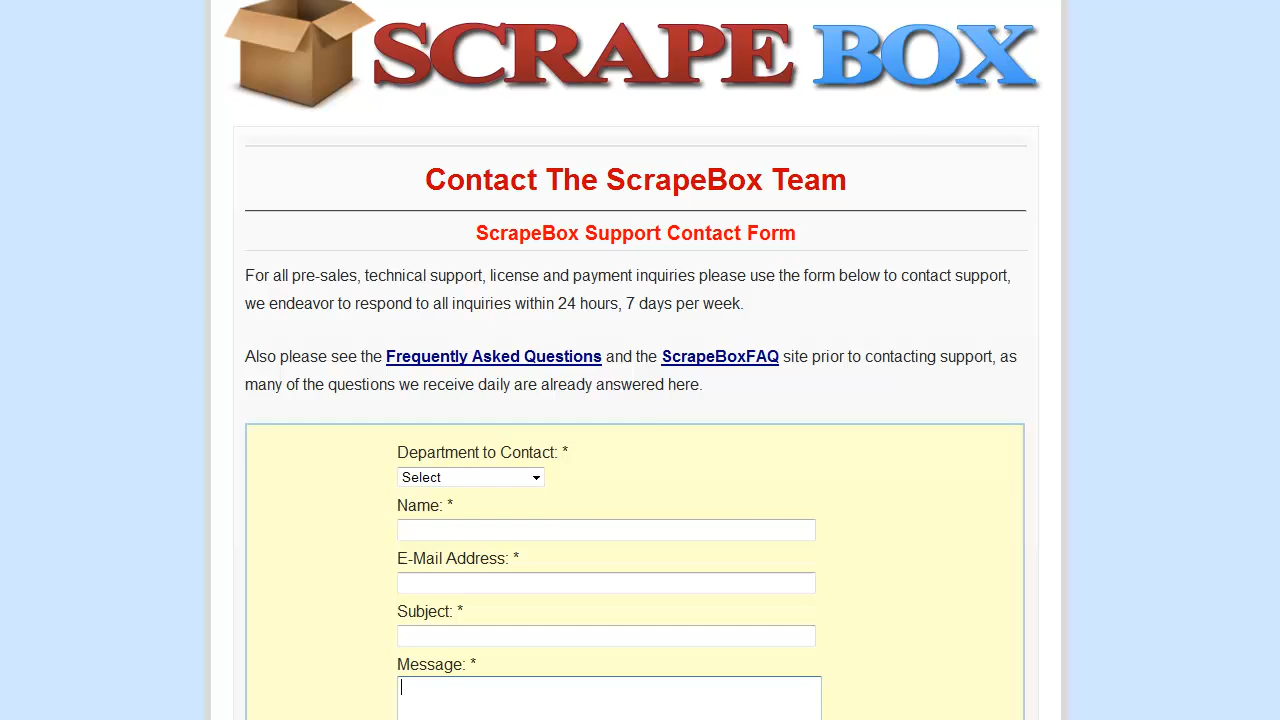 SCRAPE BOX
Contact The ScrapeBox Team
ScrapeBox Support Contact Form
For all pre-sales, technical support, license and payment inquiries please use the form below to contact support,
we endeavor to respond to all inquiries within 24 hours, 7 days per week.
Also please see the Frequently Asked Questions and the ScrapeBoxFAQ site prior to contacting support, as
many of the questions we receive daily are already answered here.
Department to Contact: *
Select
Name: *
E-Mail Address: *
Subject: *
Message: *